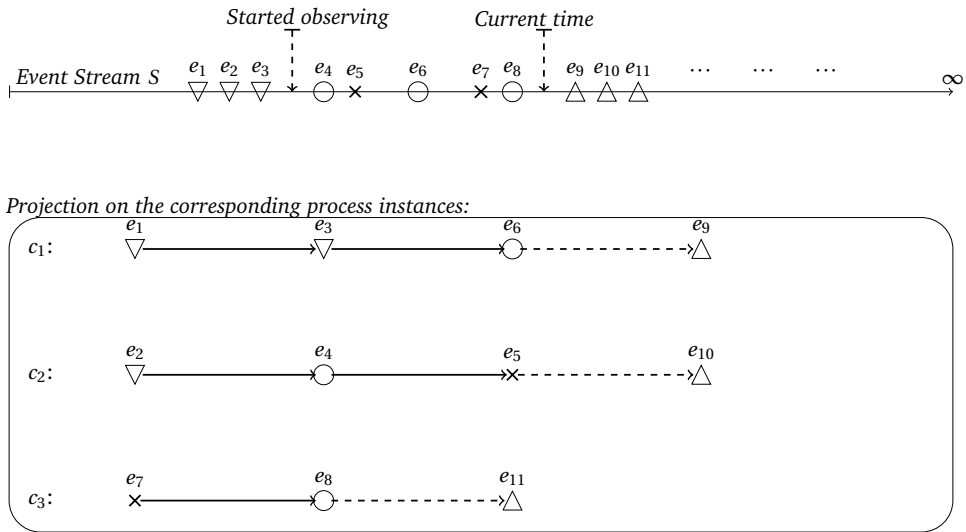 Started observing Current time
e1 e2 e3 e4 e5 e6 e7 e8 e9 e10 e11 ... ... ...
Event Stream S ∞
Projection on the corresponding process instances:
e1 e3 e6 e9
c1:
e2 e4 e5 e10
c2:
e7 e8 e11
c3: